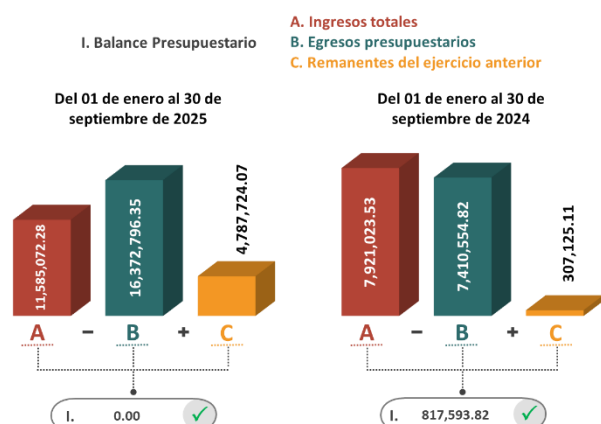 A. Ingresos totales
I. Balance Presupuestario
B. Egresos presupuestarios
C. Remanentes del ejercicio anterior
Del 01 de enero al 30 de
septiembre de 2025
Del 01 de enero al 30 de
septiembre de 2024
11,585,072.28
16,372,796.35
4,787,724.07
7,921,023.53
7,410,554.82
307,125.11
A − B + C
A − B + C
I. 0.00 ✓
I. 817,593.82 ✓